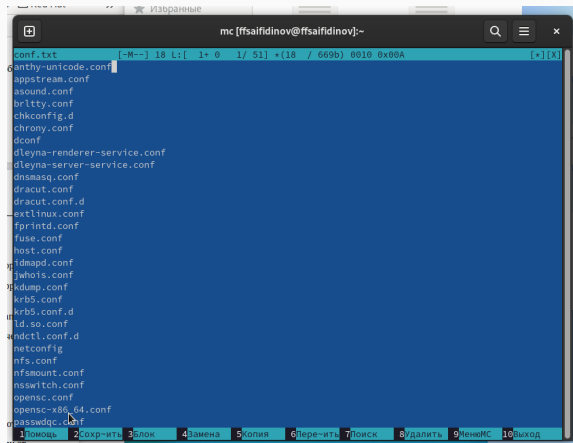 Избранные
mc [ffsaifidinov@ffsaifidinov]:~
conf.txt [-M--] 18 L:[ 1+ 0 1/ 51] *(18 / 669b) 0010 0x00A [*][X]
anthy-unicode.conf
appstream.conf
asound.conf
brltty.conf
chkconfig.d
chrony.conf
dconf
dleyna-renderer-service.conf
dleyna-server-service.conf
dnsmasq.conf
dracut.conf
dracut.conf.d
extlinux.conf
fprintd.conf
fuse.conf
host.conf
idmapd.conf
jwhois.conf
kdump.conf
krb5.conf
krb5.conf.d
ld.so.conf
ndctl.conf.d
netconfig
nfs.conf
nfsmount.conf
nsswitch.conf
opensc.conf
opensc-x86_64.conf
passwdqc.conf
1Помощь 2Сохр~ить 3Блок 4Замена 5Копия 6Пере~ить 7Поиск 8Удалить 9МенюMC 10Выход